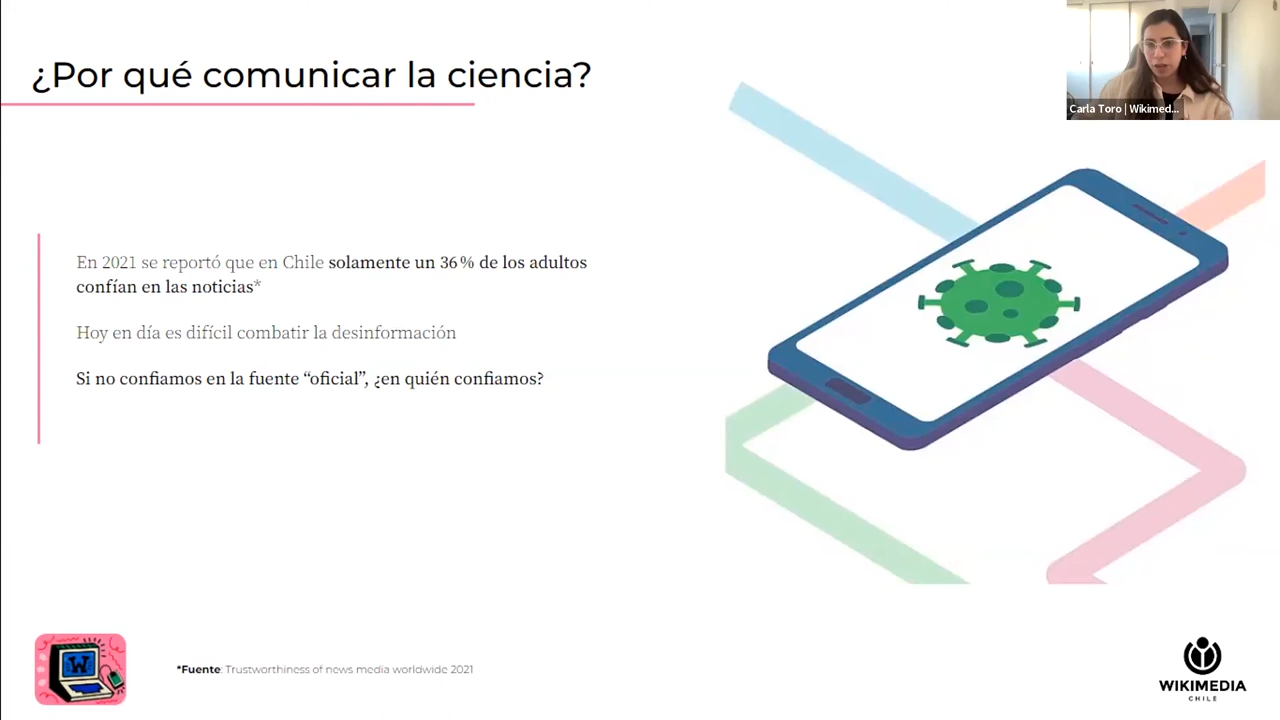 ¿Por qué comunicar la ciencia?
Carla Toro | Wikimed...
En 2021 se reportó que en Chile solamente un 36 % de los adultos
confían en las noticias*
Hoy en día es difícil combatir la desinformación
Si no confiamos en la fuente “oficial”, ¿en quién confiamos?
W
*Fuente: Trustworthiness of news media worldwide 2021
WIKIMEDIA
CHILE